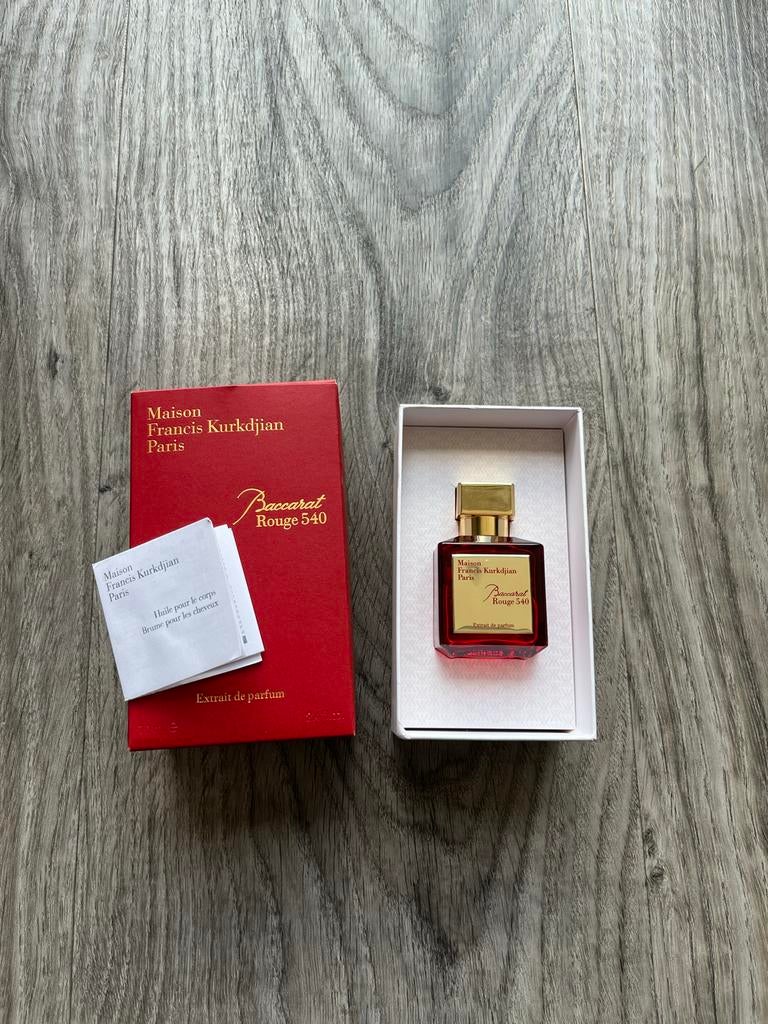 Maison
Francis Kurkdjian
Paris
Baccarat
Rouge 540
Maison
Francis Kurkdjian
Paris
Huile pour le corps
Brume pour les cheveux
Extrait de parfum
Maison
Francis Kurkdjian
Paris
Baccarat
Rouge 540
Extrait de parfum